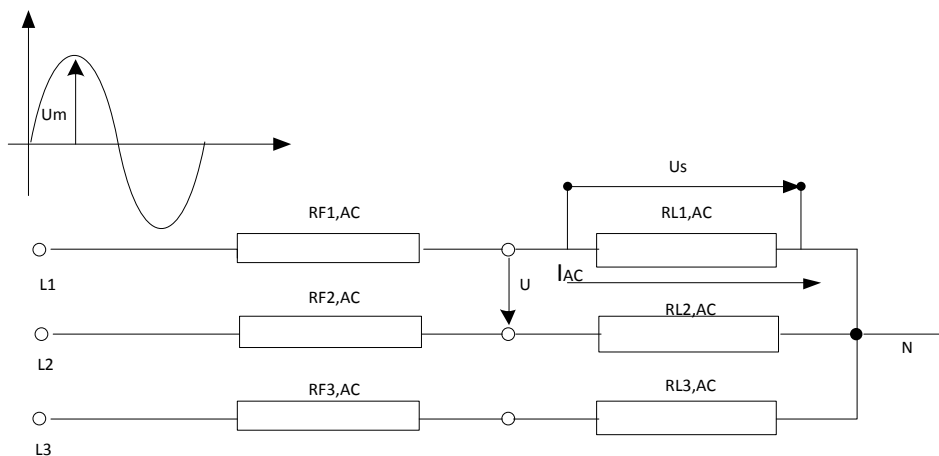 Um
Us
RF1,AC
RL1,AC
L1
U
IAC
RF2,AC
RL2,AC
L2
N
RF3,AC
RL3,AC
L3